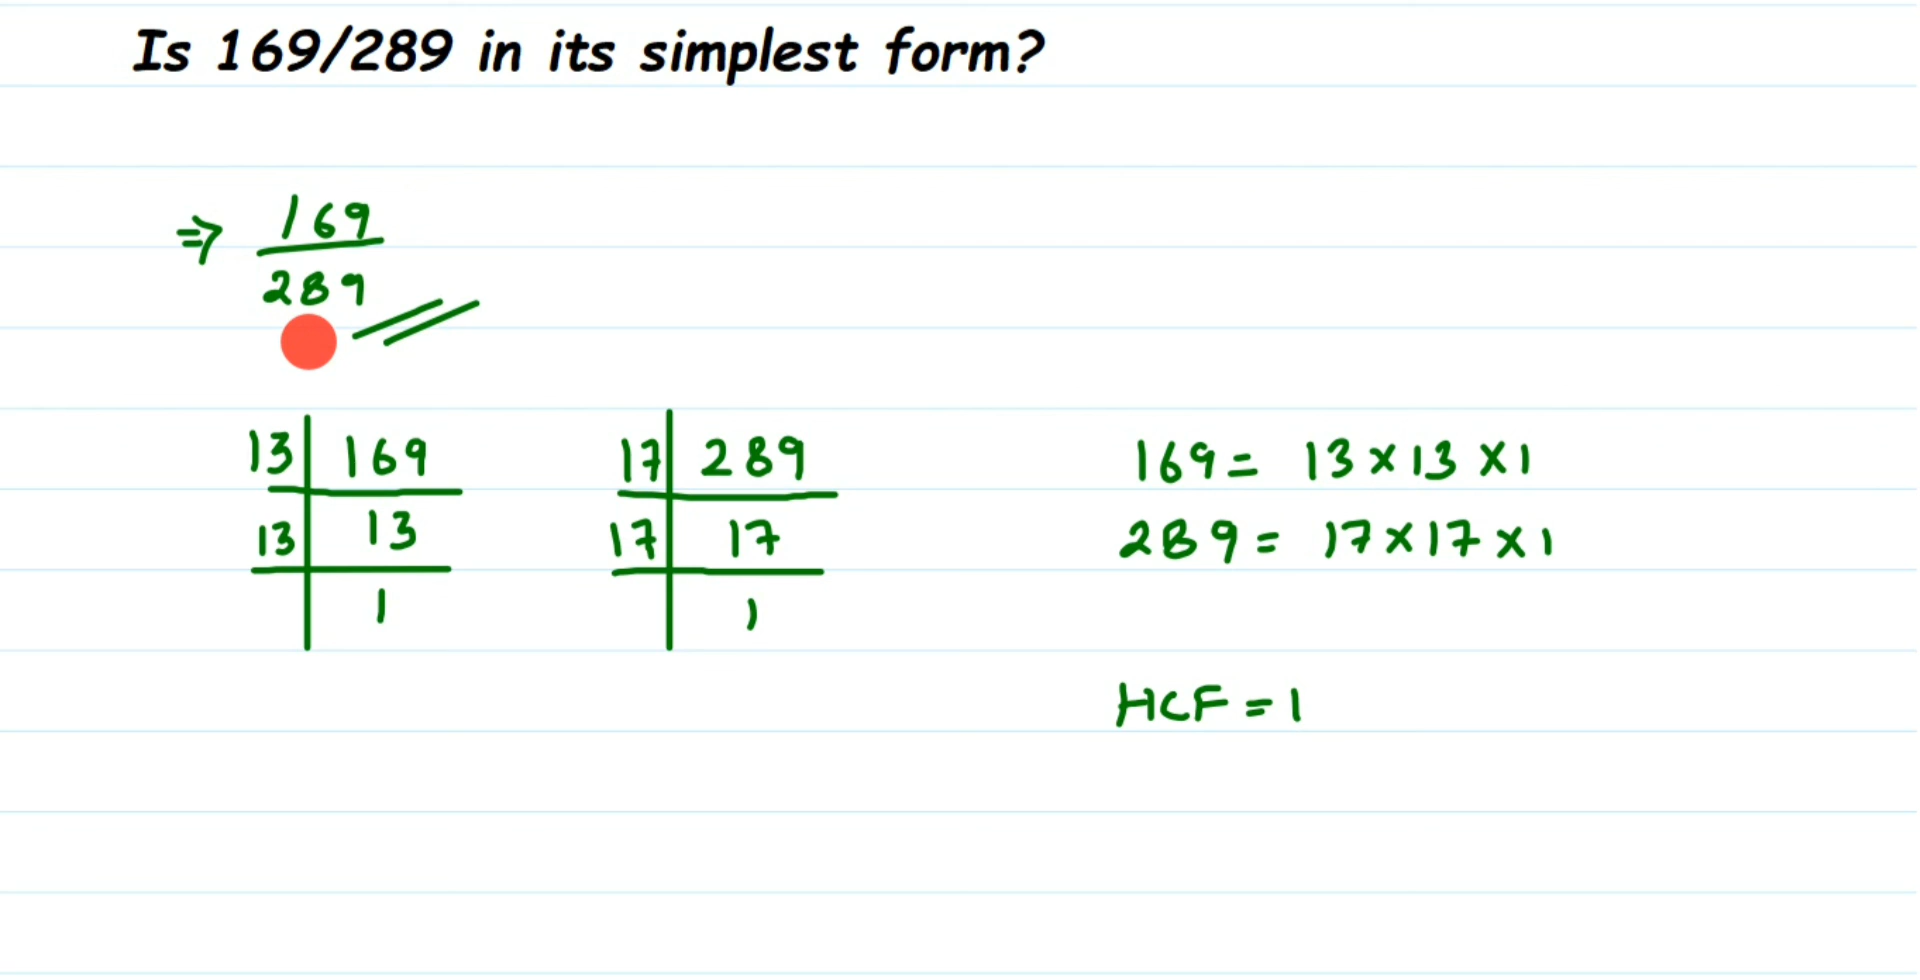 Is 169/289 in its simplest form?
⇒ 169
289
13 169
13 13
1
17 289
17 17
1
169 = 13 × 13 × 1
289 = 17 × 17 × 1
HCF = 1